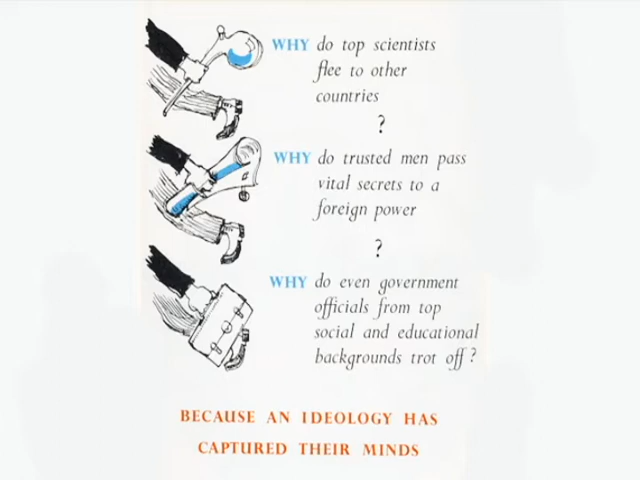 WHY do top scientists
flee to other
countries
?
WHY do trusted men pass
vital secrets to a
foreign power
?
WHY do even government
officials from top
social and educational
backgrounds trot off?
BECAUSE AN IDEOLOGY HAS
CAPTURED THEIR MINDS